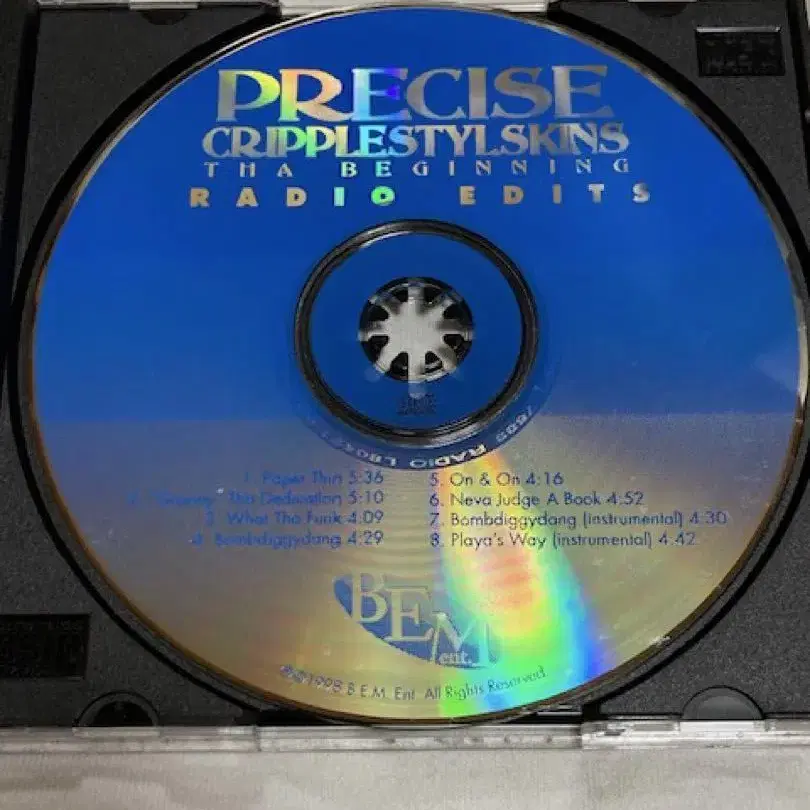 PRECISE
CRIPPLESTYLSKINS
THA BEGINNING
RADIO EDITS
RADIO
1. Paper Thin 5:36
Tha Dedication 5:10
3. What Tha Funk 4:09
4. Bombdiggydang 4:29
5. On & On 4:16
6. Neva Judge A Book 4:52
7. Bombdiggydang (instrumental) 4:30
8. Playa's Way (instrumental) 4:42
BEM
ent.
℗©1998 B.E.M. Ent. All Rights Reserved.